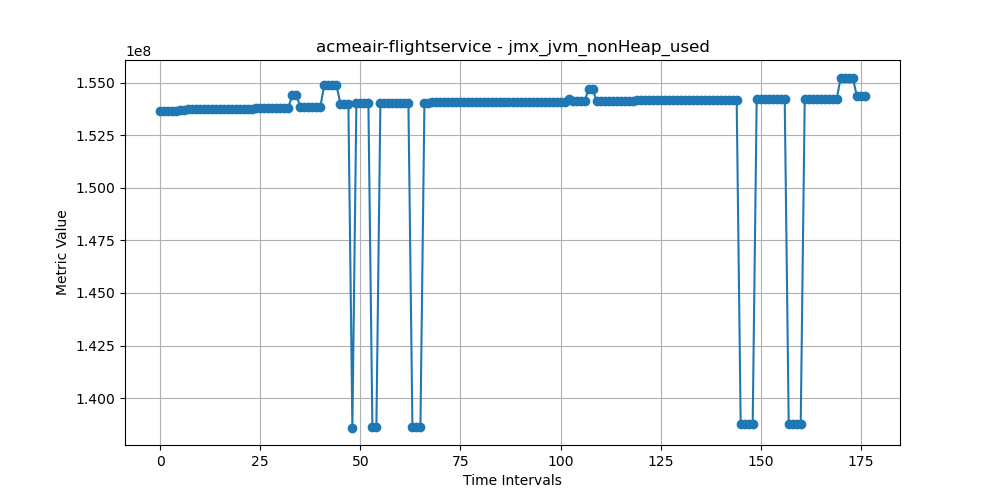 acmeair-flightservice - jmx_jvm_nonHeap_used
1e8
1.550
1.525
1.500
1.475
1.450
1.425
1.400
Metric Value
0 25 50 75 100 125 150 175
Time Intervals